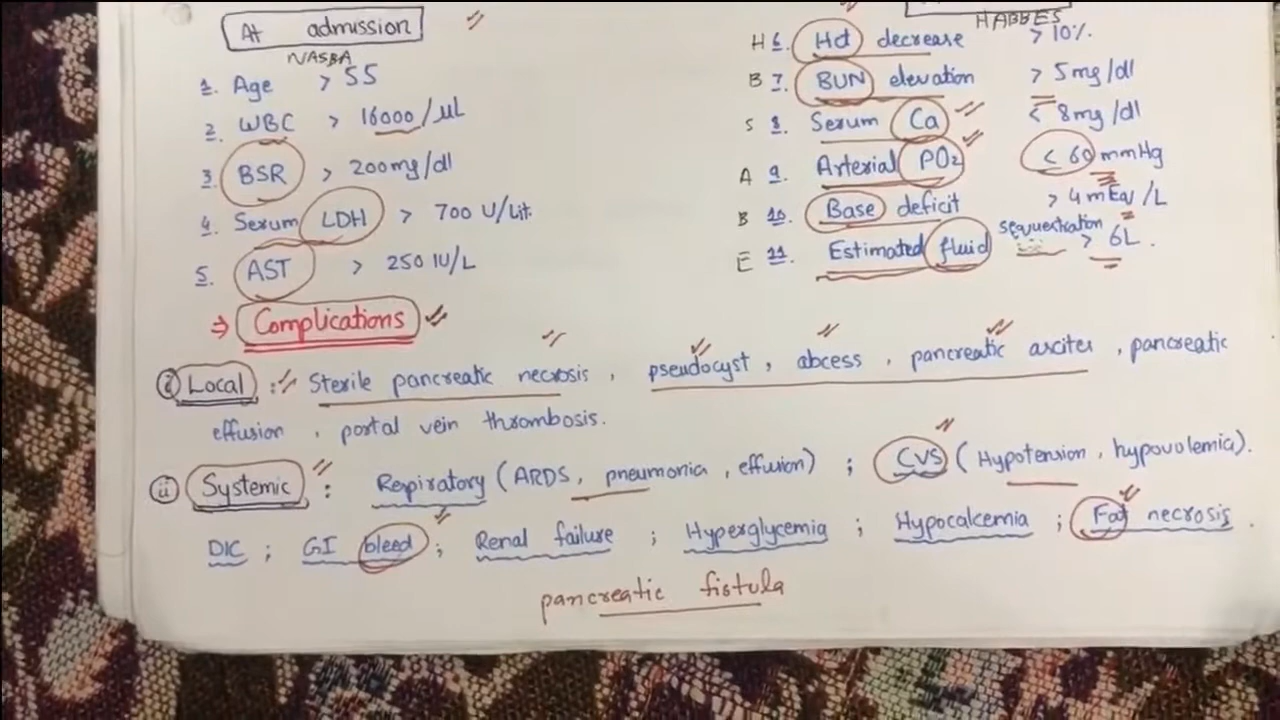 At admission
NASBA
1. Age > 55
2. WBC > 16000/µL
3. BSR > 200mg/dl
4. Serum LDH > 700 U/Lit.
5. AST > 250 IU/L
HABBES
H 6. Hct decrease > 10%.
B 7. BUN elevation > 5mg/dl
S 8. Serum Ca < 8mg/dl
A 9. Arterial PO2 < 60 mmHg
B 10. Base deficit > 4 mEq/L
E 11. Estimated fluid sequestration > 6L.
⇒ Complications
(i) Local : Sterile pancreatic necrosis, pseudocyst, abcess, pancreatic ascites, pancreatic
effusion, portal vein thrombosis.
(ii) Systemic : Respiratory (ARDS, pneumonia, effusion) ; CVS (Hypotension, hypovolemia).
DIC ; GI bleed ; Renal failure ; Hyperglycemia ; Hypocalcemia ; Fat necrosis.
pancreatic fistula